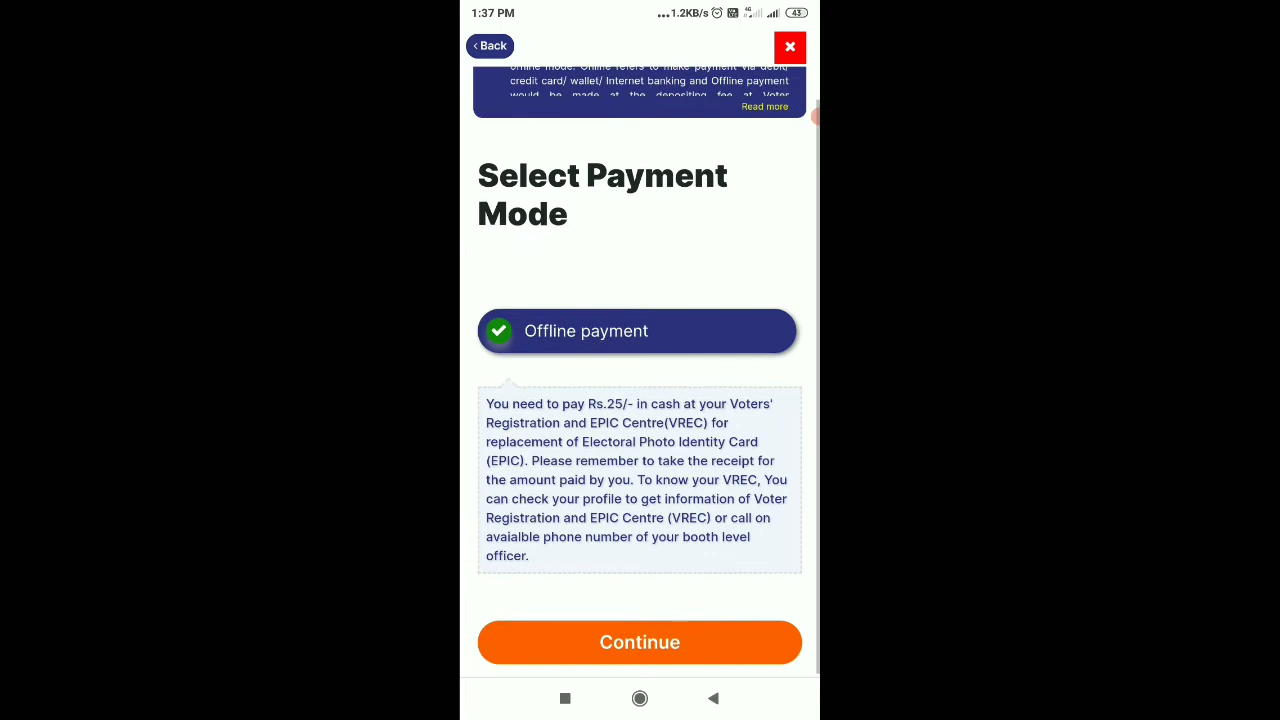 1:37 PM
...1.2KB/s 4G 43
Back
offline mode. Online refers to make payment via debit/
credit card/ wallet/ Internet banking and Offline payment
would be made at the depositing fee at Voter
Read more
Select Payment
Mode
Offline payment
You need to pay Rs.25/- in cash at your Voters'
Registration and EPIC Centre(VREC) for
replacement of Electoral Photo Identity Card
(EPIC). Please remember to take the receipt for
the amount paid by you. To know your VREC, You
can check your profile to get information of Voter
Registration and EPIC Centre (VREC) or call on
avaialble phone number of your booth level
officer.
Continue